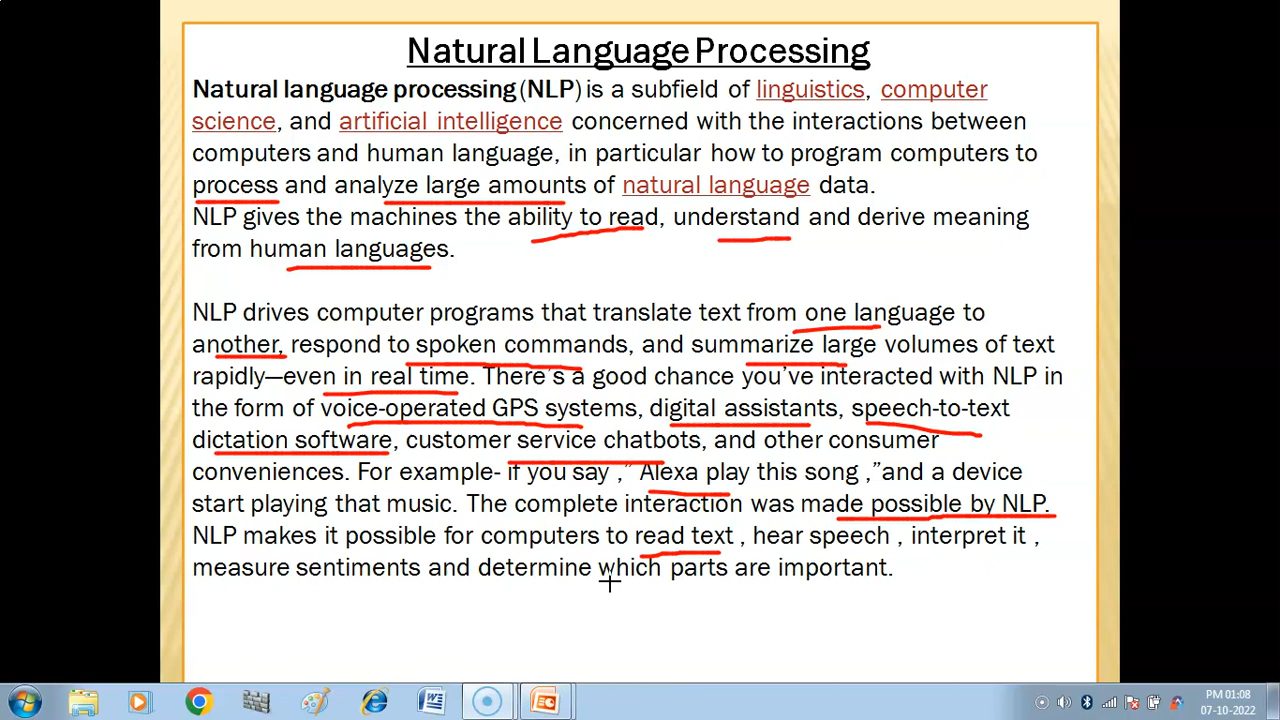 Natural Language Processing
Natural language processing (NLP) is a subfield of linguistics, computer
science, and artificial intelligence concerned with the interactions between
computers and human language, in particular how to program computers to
process and analyze large amounts of natural language data.
NLP gives the machines the ability to read, understand and derive meaning
from human languages.
NLP drives computer programs that translate text from one language to
another, respond to spoken commands, and summarize large volumes of text
rapidly—even in real time. There's a good chance you've interacted with NLP in
the form of voice-operated GPS systems, digital assistants, speech-to-text
dictation software, customer service chatbots, and other consumer
conveniences. For example- if you say ,” Alexa play this song ,”and a device
start playing that music. The complete interaction was made possible by NLP.
NLP makes it possible for computers to read text , hear speech , interpret it ,
measure sentiments and determine which parts are important.
PM 01:08
07-10-2022